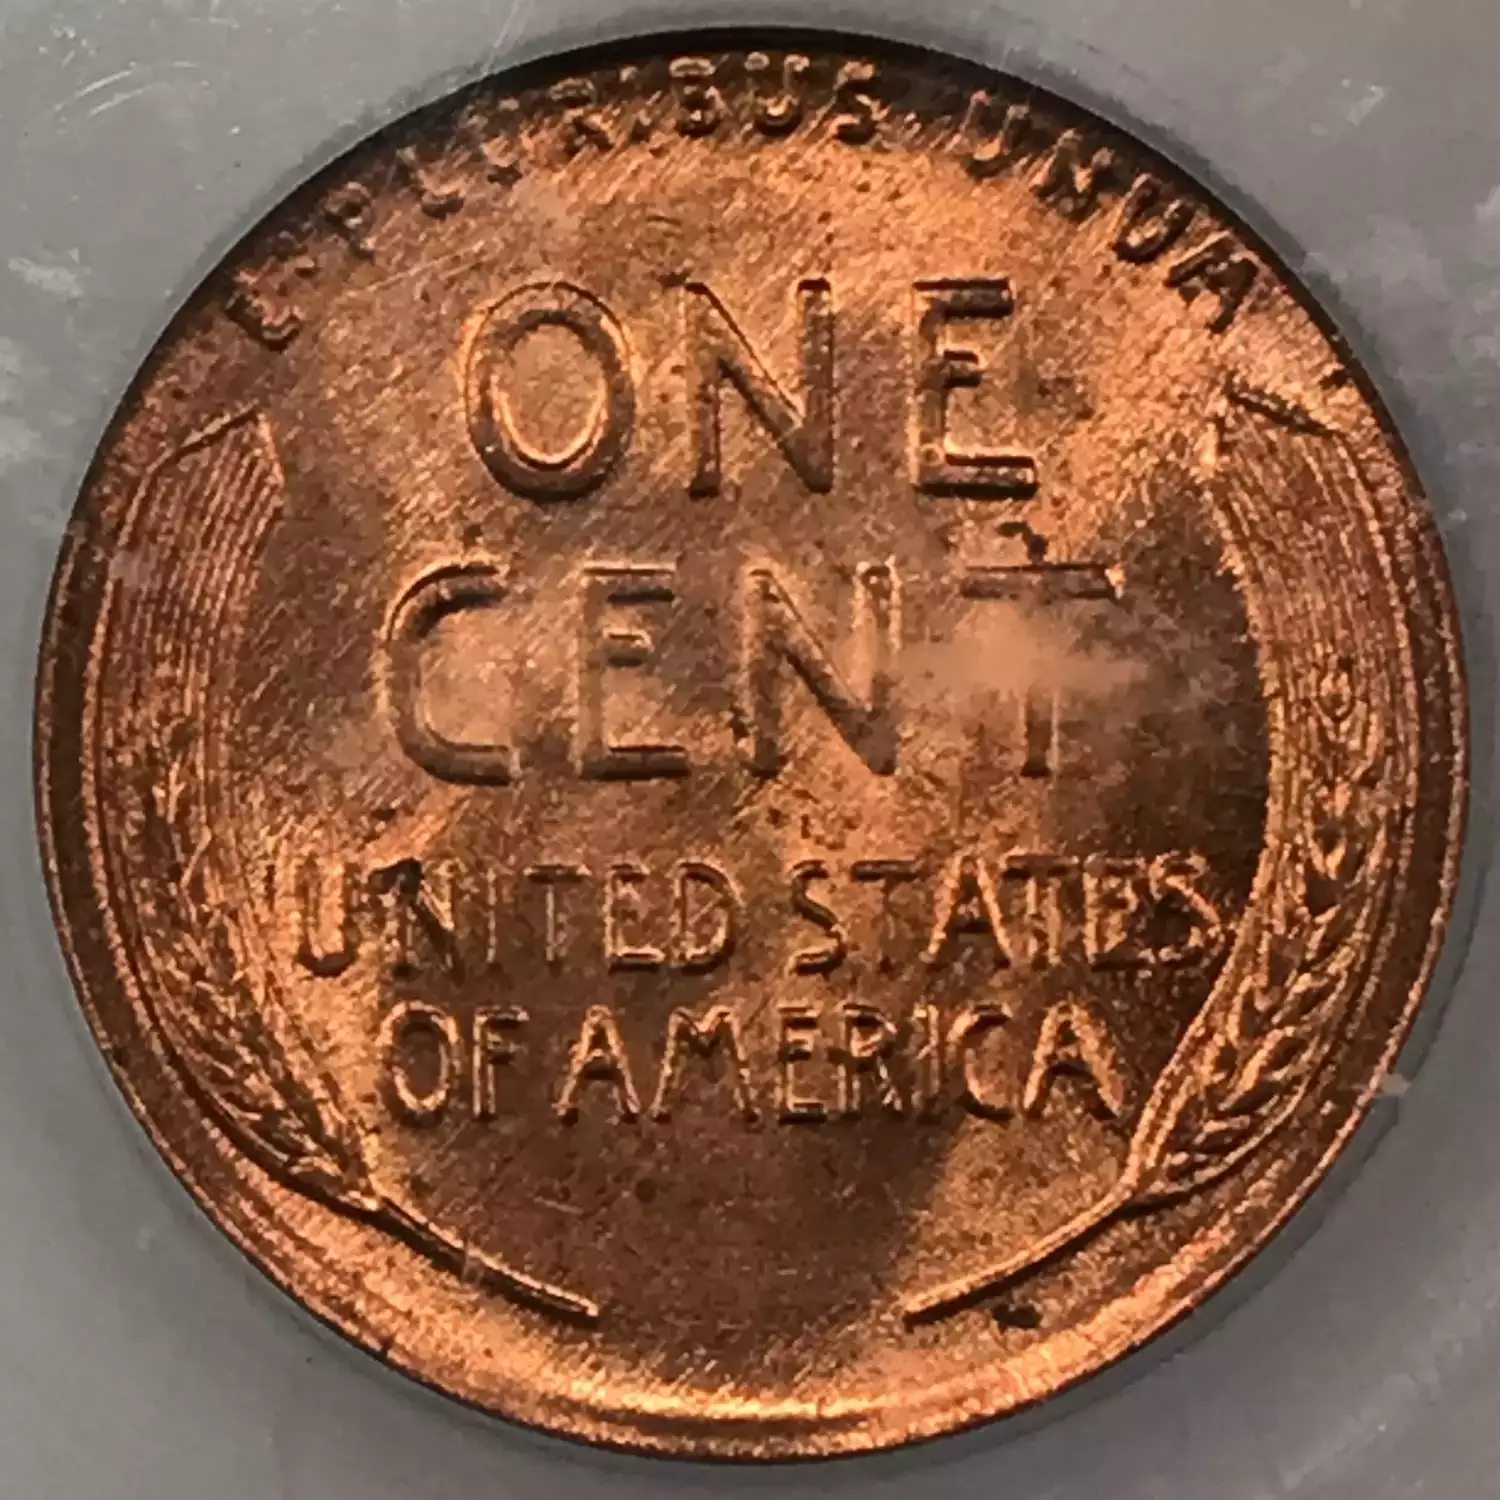 E·PLURIBUS·UNUM
ONE
CENT
UNITED STATES
OF AMERICA